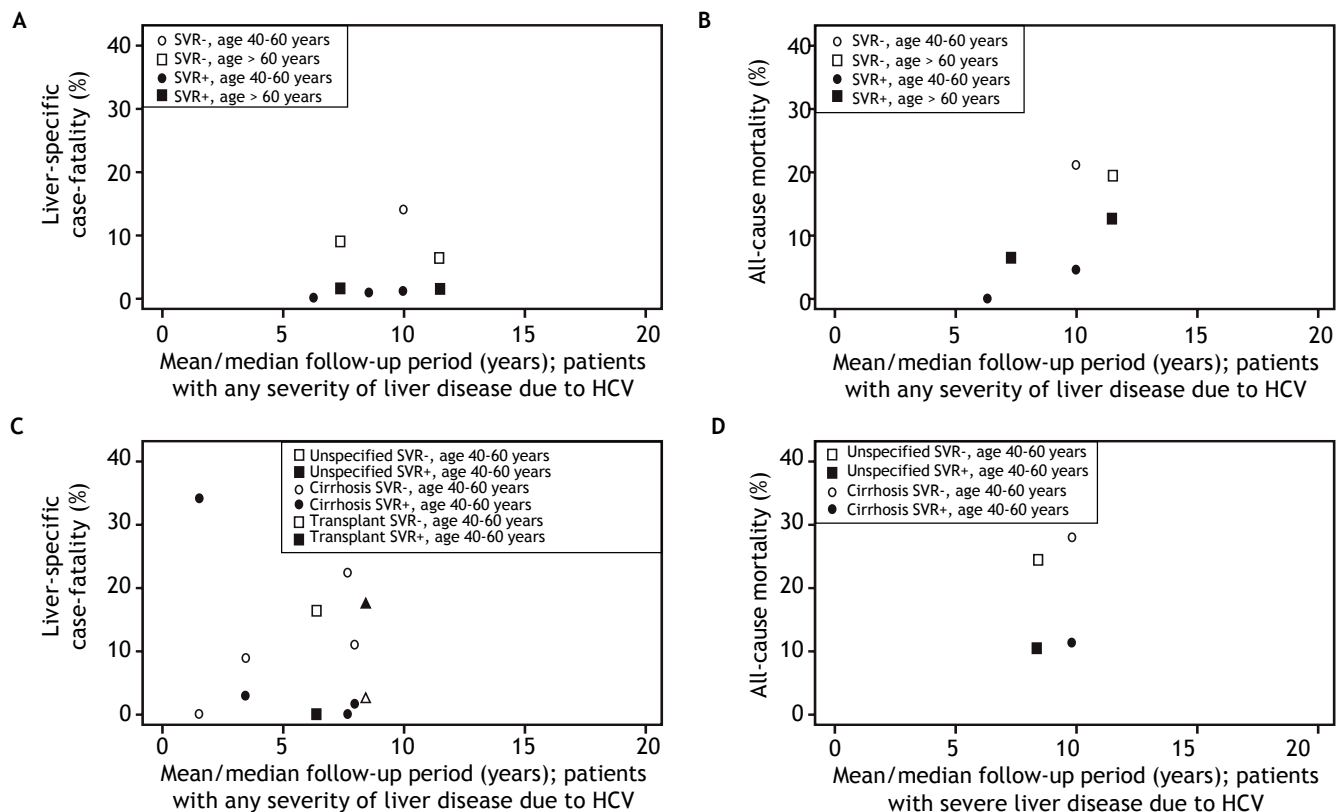 A
Liver-specific
case-fatality (%)
SVR-, age 40-60 years
SVR-, age > 60 years
SVR+, age 40-60 years
SVR+, age > 60 years
40
30
20
10
0
0 5 10 15 20
Mean/median follow-up period (years); patients
with any severity of liver disease due to HCV
B
All-cause mortality (%)
SVR-, age 40-60 years
SVR-, age > 60 years
SVR+, age 40-60 years
SVR+, age > 60 years
40
30
20
10
0
0 5 10 15 20
Mean/median follow-up period (years); patients
with any severity of liver disease due to HCV
C
Liver-specific
case-fatality (%)
Unspecified SVR-, age 40-60 years
Unspecified SVR+, age 40-60 years
Cirrhosis SVR-, age 40-60 years
Cirrhosis SVR+, age 40-60 years
Transplant SVR-, age 40-60 years
Transplant SVR+, age 40-60 years
40
30
20
10
0
0 5 10 15 20
Mean/median follow-up period (years); patients
with any severity of liver disease due to HCV
D
All-cause mortality (%)
Unspecified SVR-, age 40-60 years
Unspecified SVR+, age 40-60 years
Cirrhosis SVR-, age 40-60 years
Cirrhosis SVR+, age 40-60 years
40
30
20
10
0
0 5 10 15 20
Mean/median follow-up period (years); patients
with severe liver disease due to HCV